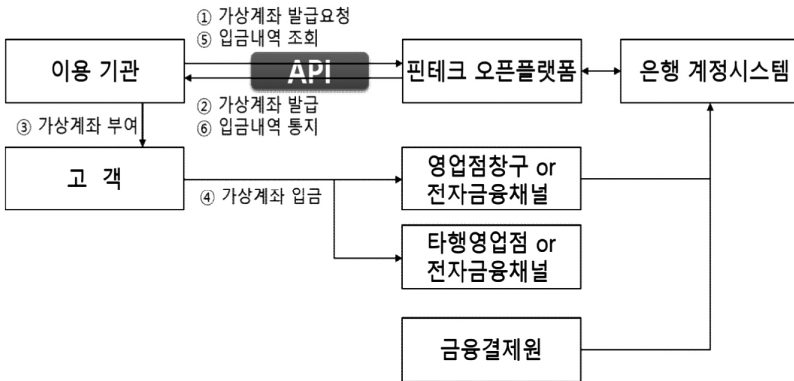 ① 가상계좌 발급요청
⑤ 입금내역 조회
이용 기관
API
핀테크 오픈플랫폼
은행 계정시스템
② 가상계좌 발급
⑥ 입금내역 통지
③ 가상계좌 부여
고 객
④ 가상계좌 입금
영업점창구 or
전자금융채널
타행영업점 or
전자금융채널
금융결제원